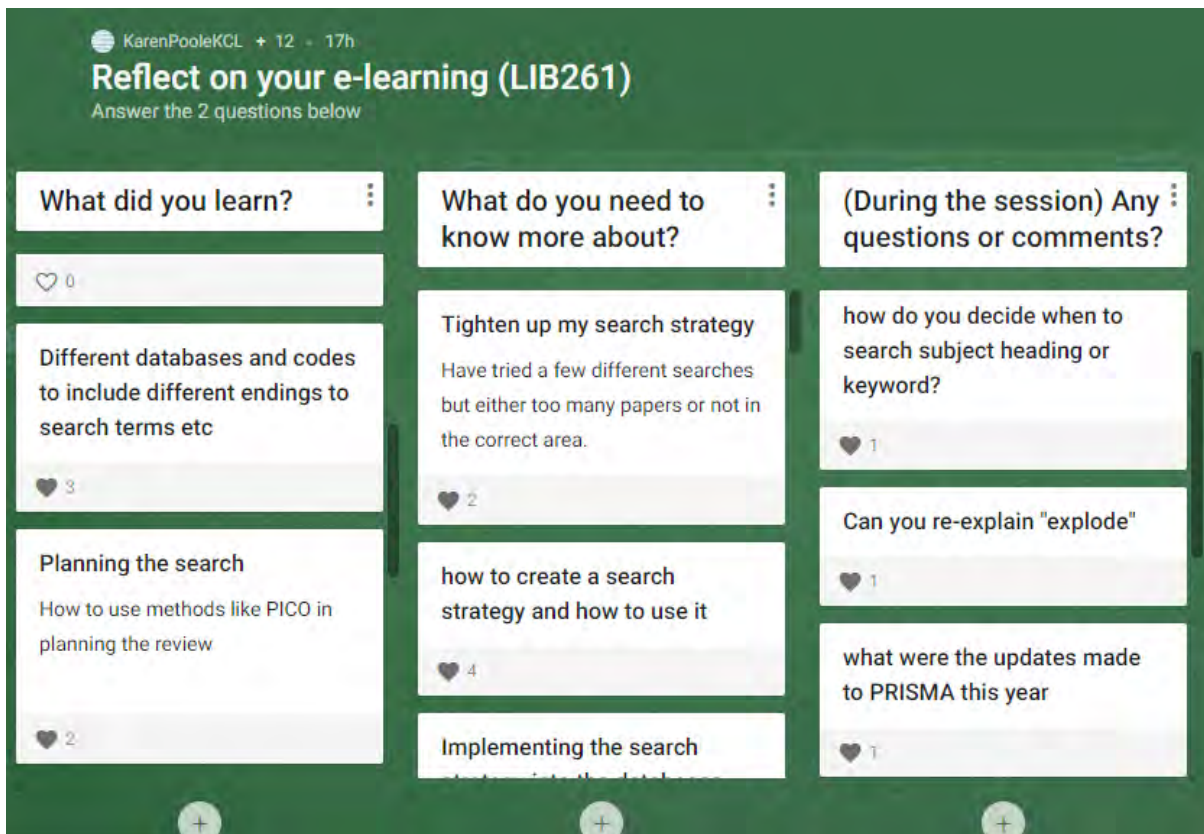 KarenPooleKCL + 12 - 17h
Reflect on your e-learning (LIB261)
Answer the 2 questions below
What did you learn?
0
Different databases and codes
to include different endings to
search terms etc
3
Planning the search
How to use methods like PICO in
planning the review
2
What do you need to
know more about?
Tighten up my search strategy
Have tried a few different searches
but either too many papers or not in
the correct area.
2
how to create a search
strategy and how to use it
4
Implementing the search
(During the session) Any
questions or comments?
how do you decide when to
search subject heading or
keyword?
1
Can you re-explain "explode"
1
what were the updates made
to PRISMA this year
1